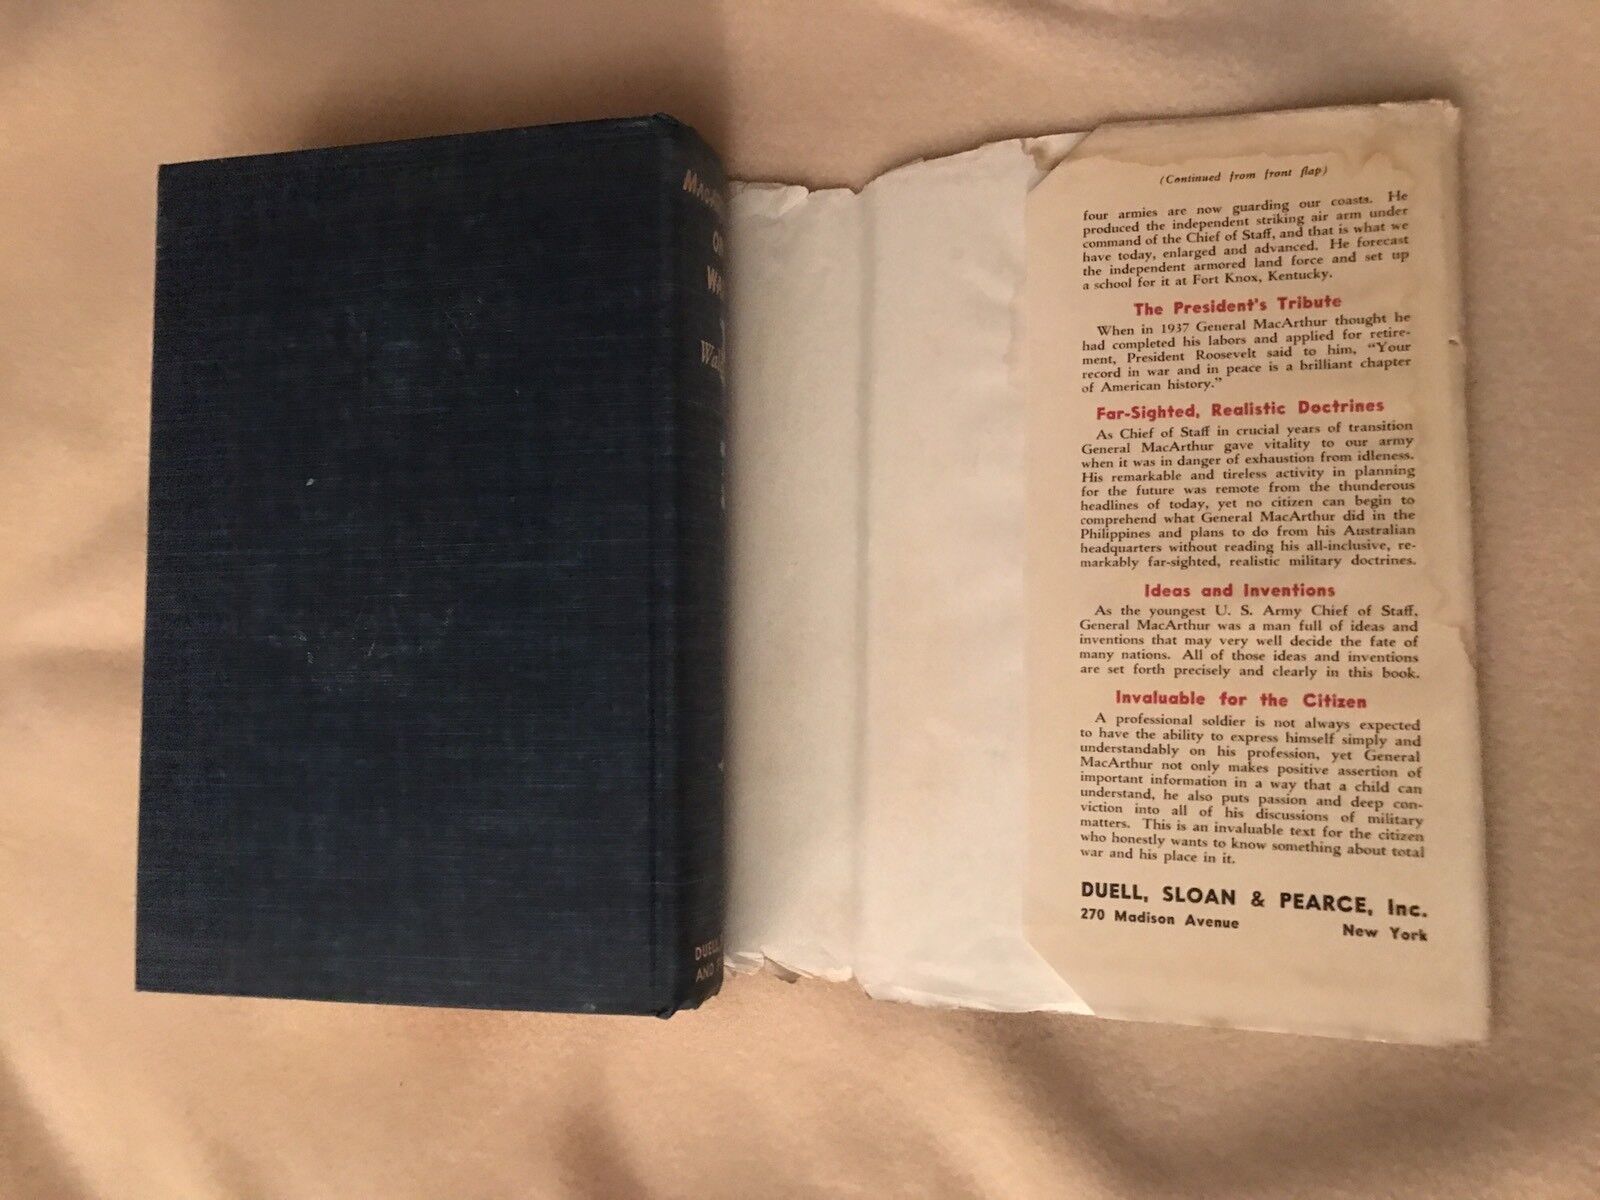 ON
(Continued from front flap)
four armies are now guarding our coasts. He
produced the independent striking air arm under
command of the Chief of Staff, and that is what we
have today, enlarged and advanced. He forecast
the independent armored land force and set up
a school for it at Fort Knox, Kentucky.
The President's Tribute
When in 1937 General MacArthur thought he
had completed his labors and applied for retire-
ment, President Roosevelt said to him, "Your
record in war and in peace is a brilliant chapter
of American history."
Far-Sighted, Realistic Doctrines
As Chief of Staff in crucial years of transition
General MacArthur gave vitality to our army
when it was in danger of exhaustion from idleness.
His remarkable and tireless activity in planning
for the future was remote from the thunderous
headlines of today, yet no citizen can begin to
comprehend what General MacArthur did in the
Philippines and plans to do from his Australian
headquarters without reading his all-inclusive, re-
markably far-sighted, realistic military doctrines.
Ideas and Inventions
As the youngest U. S. Army Chief of Staff,
General MacArthur was a man full of ideas and
inventions that may very well decide the fate of
many nations. All of those ideas and inventions
are set forth precisely and clearly in this book.
Invaluable for the Citizen
A professional soldier is not always expected
to have the ability to express himself simply and
understandably on his profession, yet General
MacArthur not only makes positive assertion of
important information in a way that a child can
understand, he also puts passion and deep con-
viction into all of his discussions of military
matters. This is an invaluable text for the citizen
who honestly wants to know something about total
war and his place in it.
DUELL, SLOAN & PEARCE, Inc.
270 Madison Avenue New York
DUELL,
AND